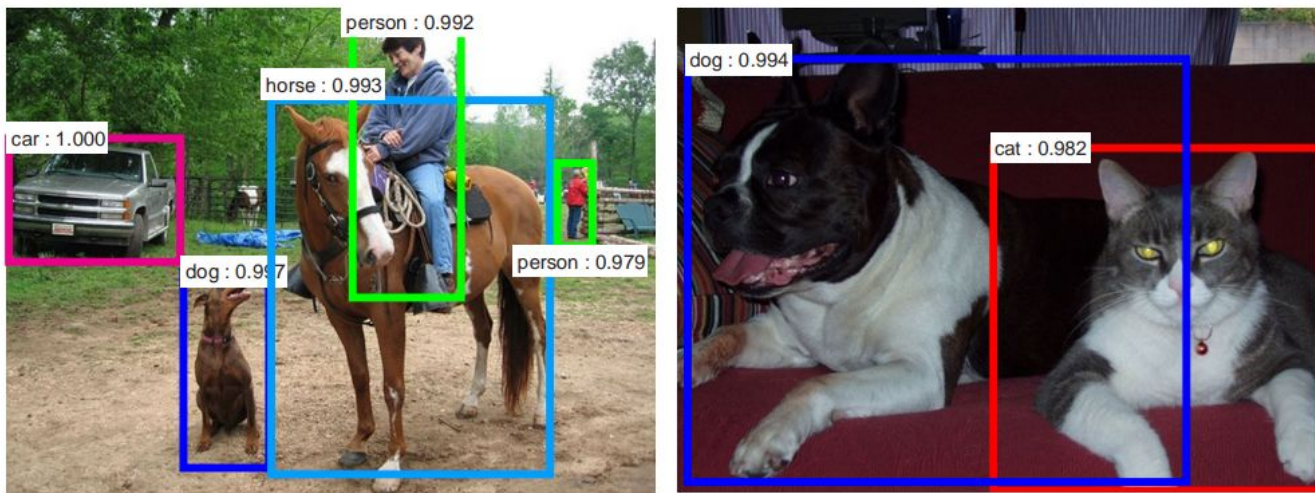 person : 0.992
horse : 0.993
car : 1.000
dog : 0.997
person : 0.979
dog : 0.994
cat : 0.982